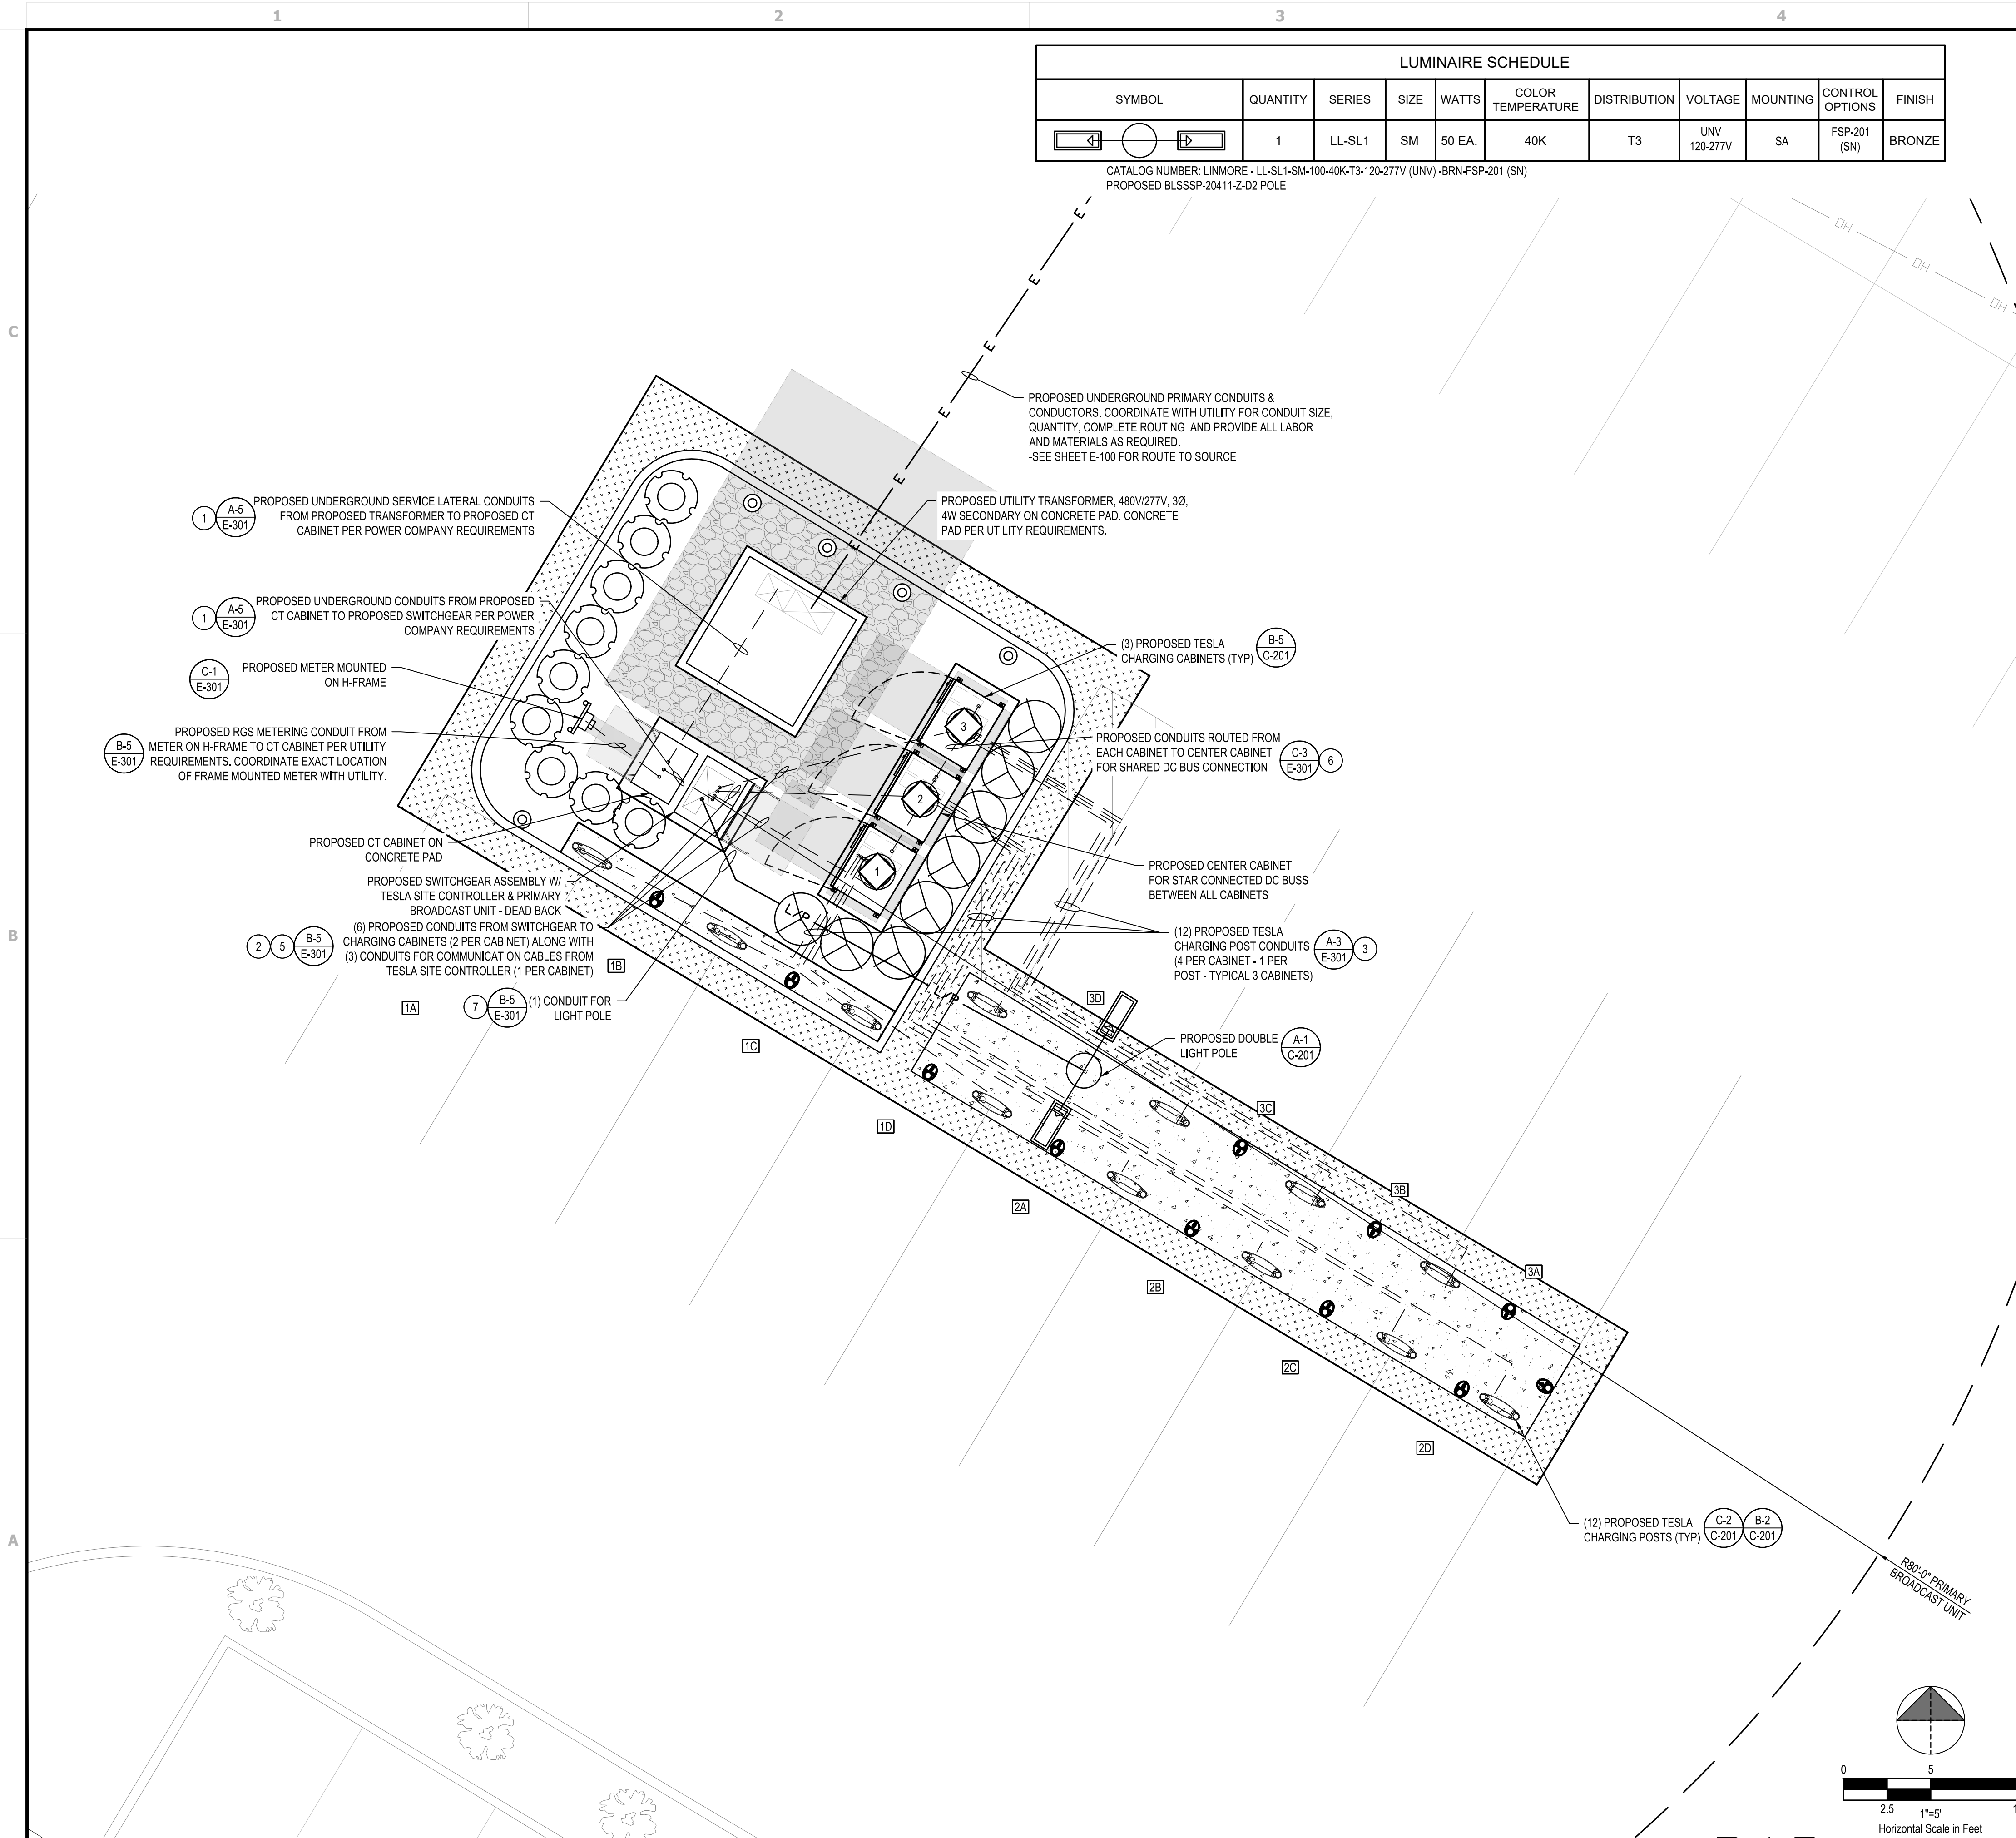 1 2 3 4
LUMINAIRE SCHEDULE
SYMBOL QUANTITY SERIES SIZE WATTS COLOR TEMPERATURE DISTRIBUTION VOLTAGE MOUNTING CONTROL OPTIONS FINISH
1 LL-SL1 SM 50 EA. 40K T3 UNV 120-277V SA FSP-201 (SN) BRONZE
CATALOG NUMBER: LINMORE - LL-SL1-SM-100-40K-T3-120-277V (UNV) -BRN-FSP-201 (SN)
PROPOSED BLSSSP-20411-Z-D2 POLE
E
OH
OH
OH
E
C
E
E
E
E
PROPOSED UNDERGROUND PRIMARY CONDUITS &
CONDUCTORS. COORDINATE WITH UTILITY FOR CONDUIT SIZE,
QUANTITY, COMPLETE ROUTING AND PROVIDE ALL LABOR
AND MATERIALS AS REQUIRED.
-SEE SHEET E-100 FOR ROUTE TO SOURCE
1 A-5 E-301
PROPOSED UNDERGROUND SERVICE LATERAL CONDUITS
FROM PROPOSED TRANSFORMER TO PROPOSED CT
CABINET PER POWER COMPANY REQUIREMENTS
PROPOSED UTILITY TRANSFORMER, 480V/277V, 3Ø,
4W SECONDARY ON CONCRETE PAD. CONCRETE
PAD PER UTILITY REQUIREMENTS.
1 A-5 E-301
PROPOSED UNDERGROUND CONDUITS FROM PROPOSED
CT CABINET TO PROPOSED SWITCHGEAR PER POWER
COMPANY REQUIREMENTS
(3) PROPOSED TESLA
CHARGING CABINETS (TYP)
B-5 C-201
C-1 E-301
PROPOSED METER MOUNTED
ON H-FRAME
B-5 E-301
PROPOSED RGS METERING CONDUIT FROM
METER ON H-FRAME TO CT CABINET PER UTILITY
REQUIREMENTS. COORDINATE EXACT LOCATION
OF FRAME MOUNTED METER WITH UTILITY.
3
2
1
PROPOSED CONDUITS ROUTED FROM
EACH CABINET TO CENTER CABINET
FOR SHARED DC BUS CONNECTION
C-3 E-301 6
PROPOSED CT CABINET ON
CONCRETE PAD
PROPOSED CENTER CABINET
FOR STAR CONNECTED DC BUSS
BETWEEN ALL CABINETS
PROPOSED SWITCHGEAR ASSEMBLY W/
TESLA SITE CONTROLLER & PRIMARY
BROADCAST UNIT - DEAD BACK
B
2 5 B-5 E-301
(6) PROPOSED CONDUITS FROM SWITCHGEAR TO
CHARGING CABINETS (2 PER CABINET) ALONG WITH
(3) CONDUITS FOR COMMUNICATION CABLES FROM
TESLA SITE CONTROLLER (1 PER CABINET)
(12) PROPOSED TESLA
CHARGING POST CONDUITS
(4 PER CABINET - 1 PER
POST - TYPICAL 3 CABINETS)
A-3 E-301 3
1B
1A
7 B-5 E-301
(1) CONDUIT FOR
LIGHT POLE
3D
1C
PROPOSED DOUBLE
LIGHT POLE
A-1 C-201
3C
1D
3B
2A
3A
2B
2C
2D
A
(12) PROPOSED TESLA
CHARGING POSTS (TYP)
C-2 C-201
B-2 C-201
R80'-0" PRIMARY
BROADCAST UNIT
0 5
2.5
1"=5'
Horizontal Scale in Feet